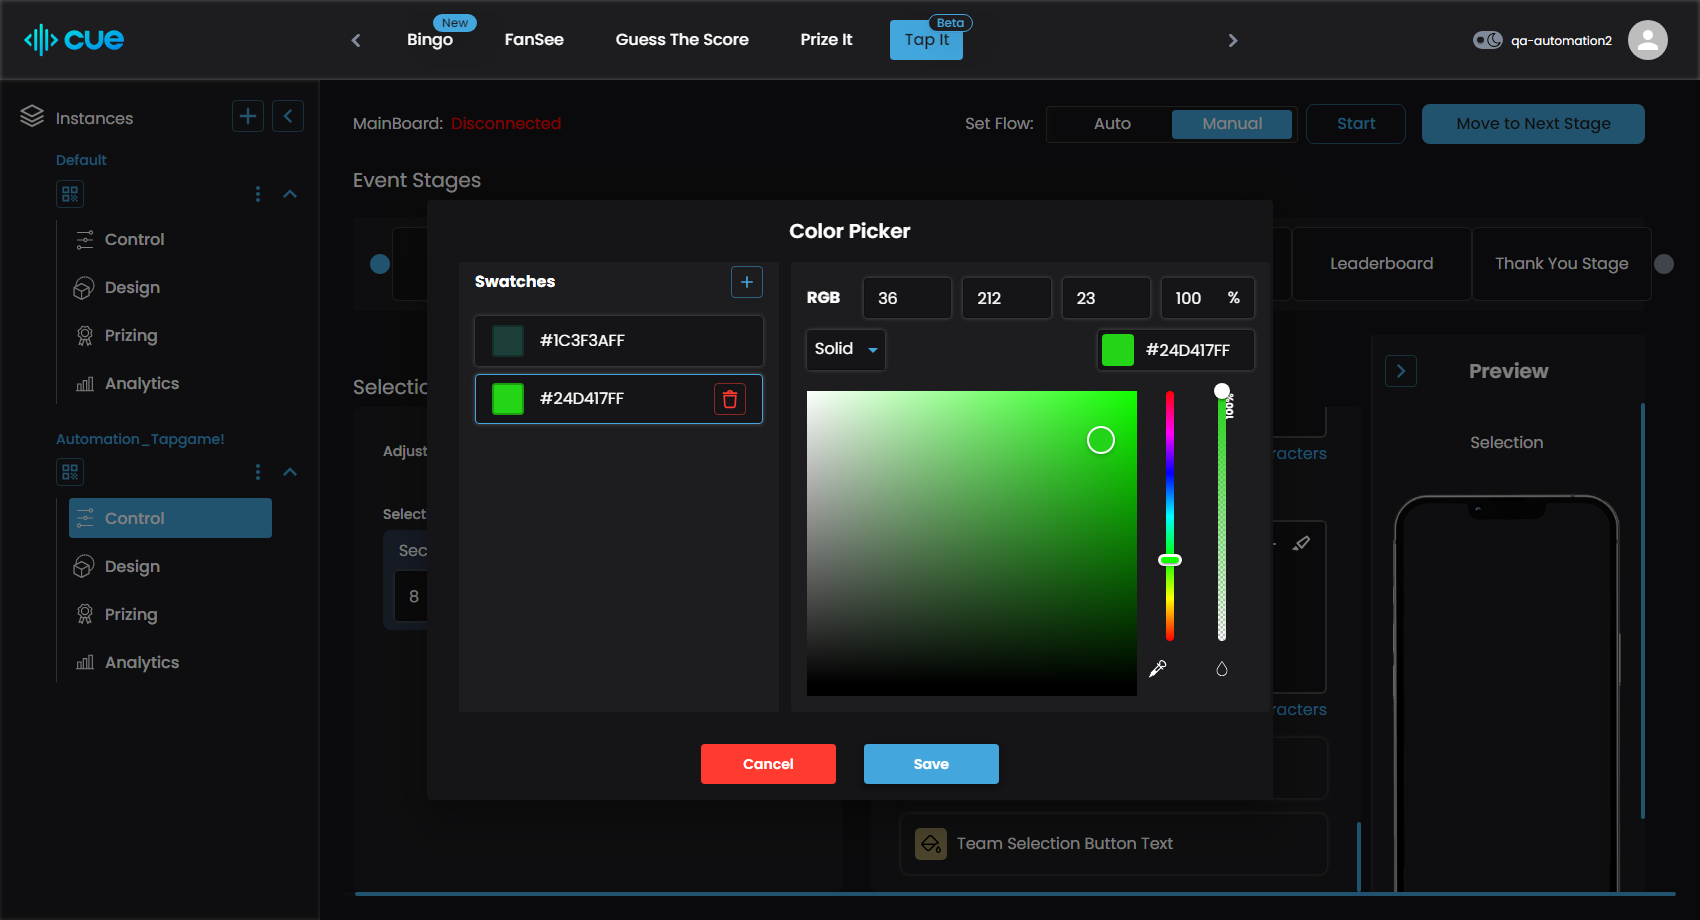 cue
New
Bingo
FanSee
Guess The Score
Prize It
Beta
Tap It
qa-automation2
Instances
Default
Control
Design
Prizing
Analytics
Automation_Tapgame!
Control
Design
Prizing
Analytics
MainBoard: Disconnected
Set Flow:
Auto
Manual
Start
Move to Next Stage
Event Stages
Leaderboard
Thank You Stage
Selectio
Adjust
Select
Sec
8
Color Picker
Swatches
#1C3F3AFF
#24D417FF
RGB
36
212
23
100 %
Solid
#24D417FF
100%
Cancel
Save
racters
racters
Team Selection Button Text
Preview
Selection